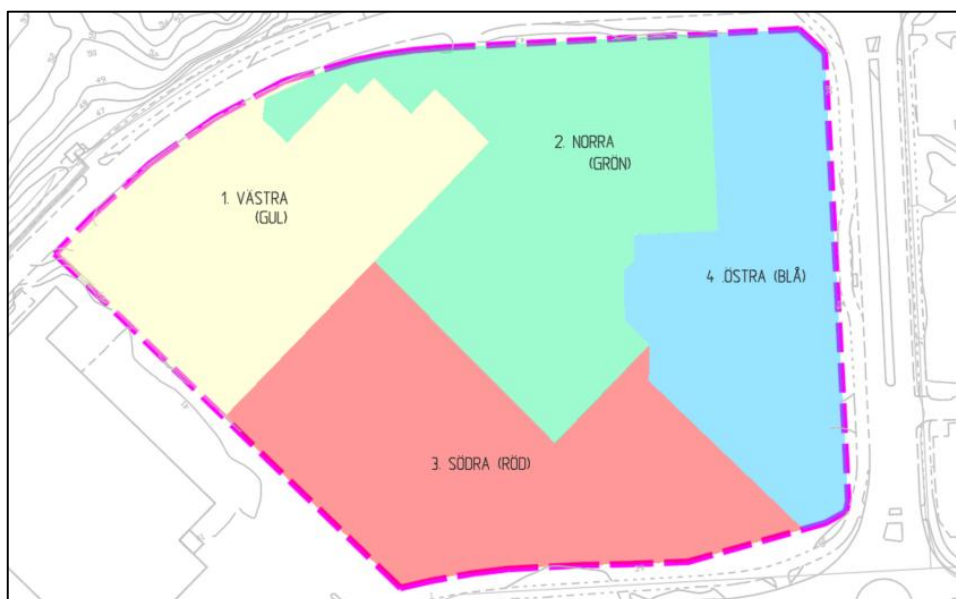 1. VÄSTRA
(GUL)
2. NORRA
(GRÖN)
3. SÖDRA (RÖD)
4 .ÖSTRA (BLÅ)